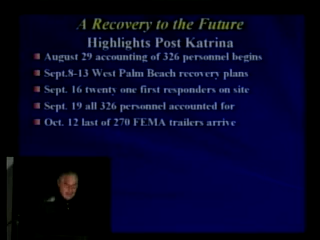 A Recovery to the Future
Highlights Post Katrina
August 29 accounting of 326 personnel begins
Sept.8-13 West Palm Beach recovery plans
Sept. 16 twenty one first responders on site
Sept. 19 all 326 personnel accounted for
Oct. 12 last of 270 FEMA trailers arrive